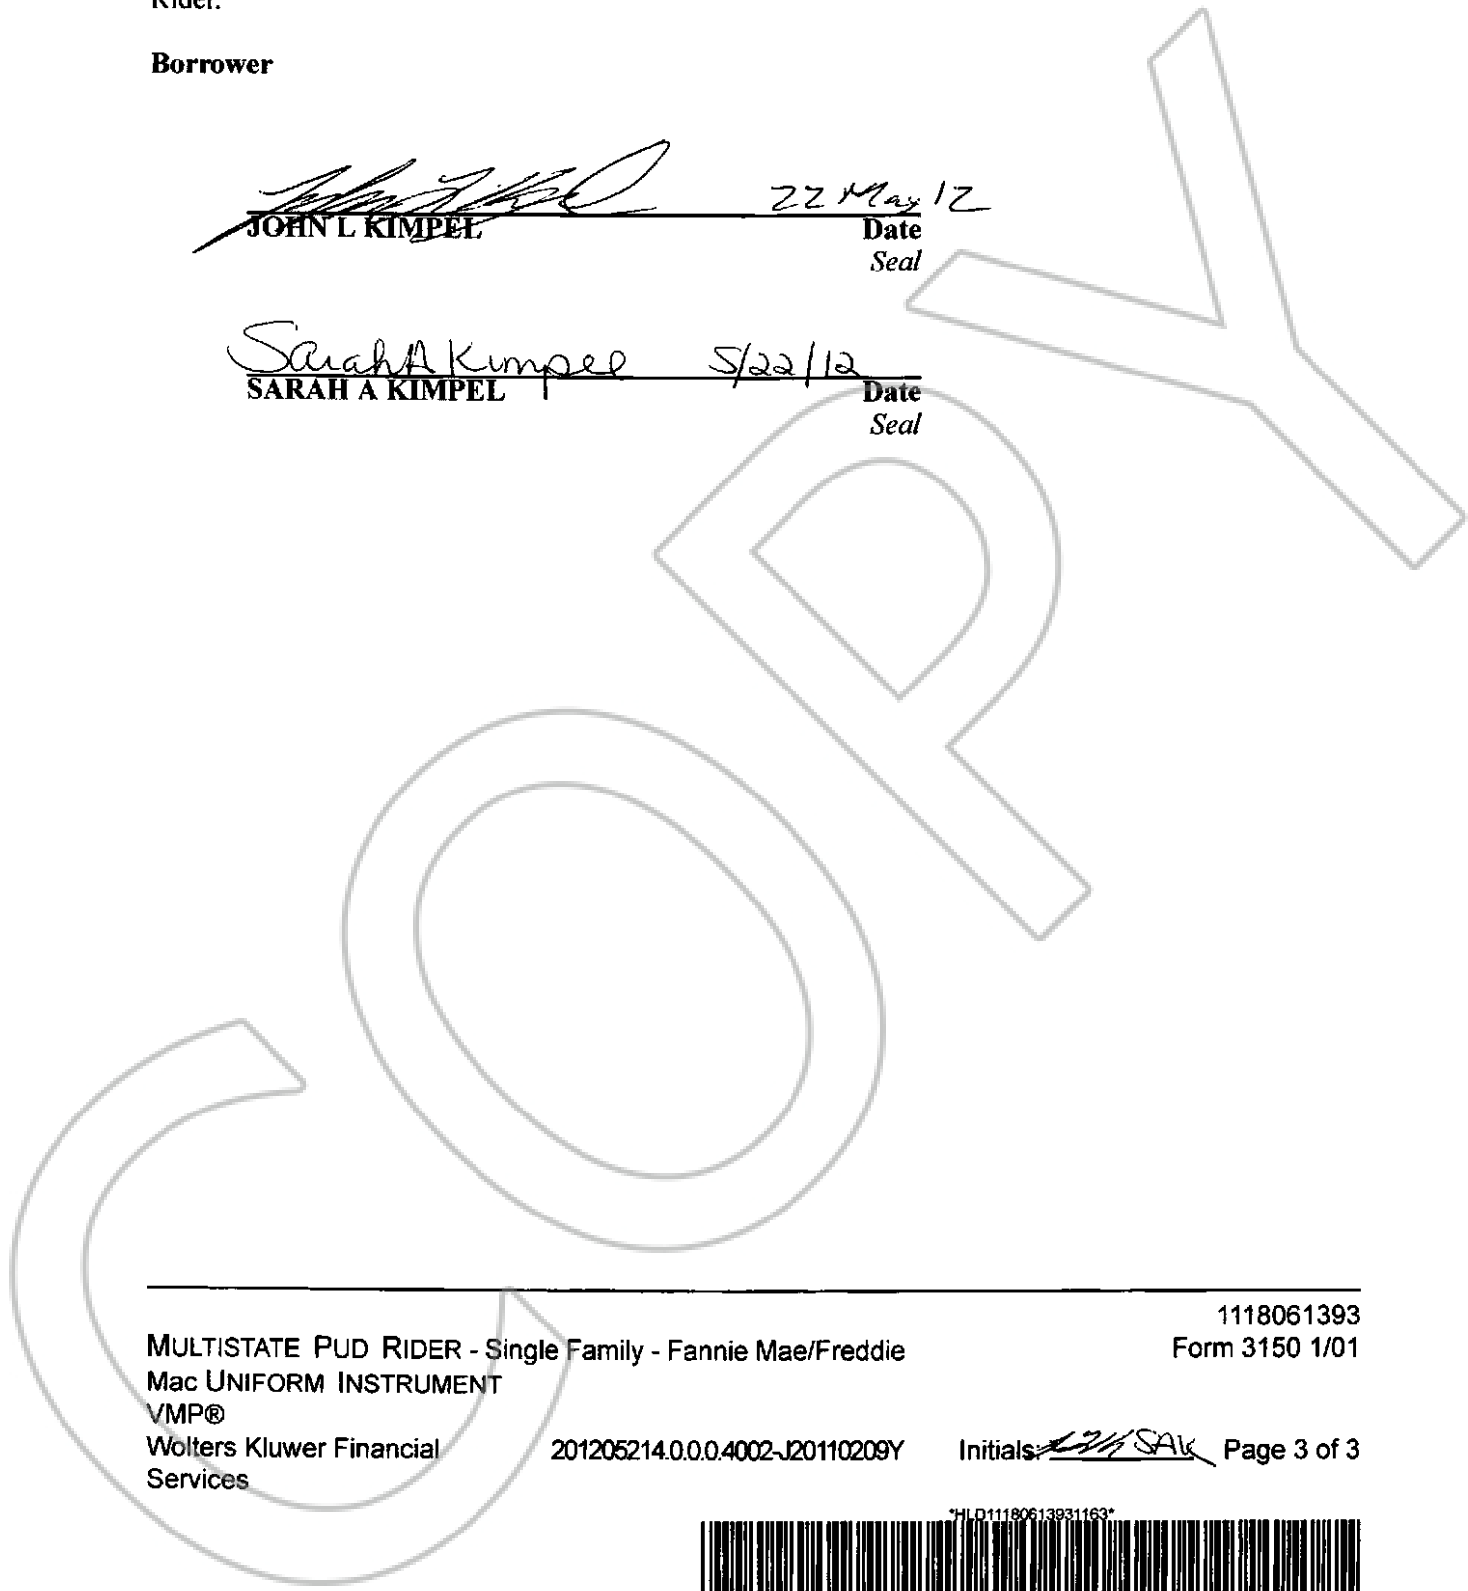 Rider.
Borrower
22 May 12
JOHN L KIMPEL Date
Seal
Sarah A Kimpel 5/22/12
SARAH A KIMPEL Date
Seal
COPY
1118061393
MULTISTATE PUD RIDER - Single Family - Fannie Mae/Freddie Form 3150 1/01
Mac UNIFORM INSTRUMENT
VMP®
Wolters Kluwer Financial 201205214.0.0.0.4002-J20110209Y Initials: SAK Page 3 of 3
Services
*HLD11180613931163*